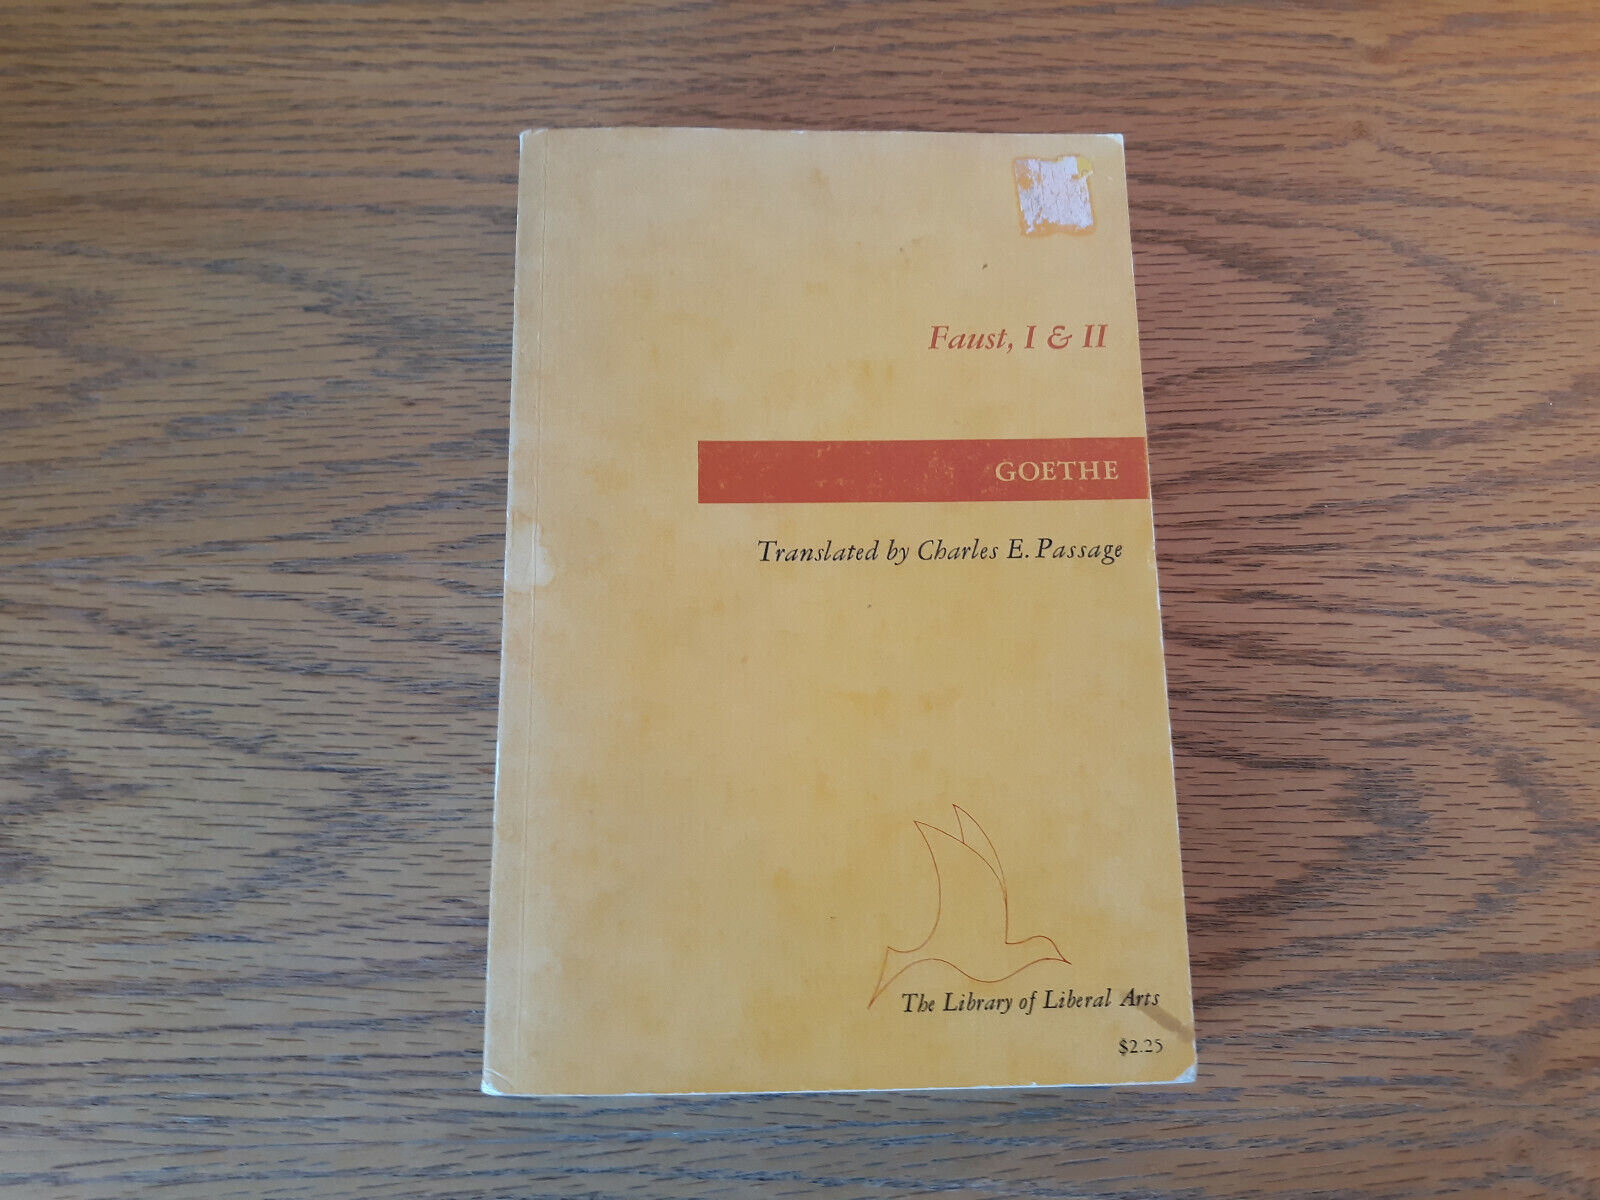 Faust, I & II
GOETHE
Translated by Charles E. Passage
The Library of Liberal Arts
$2.25